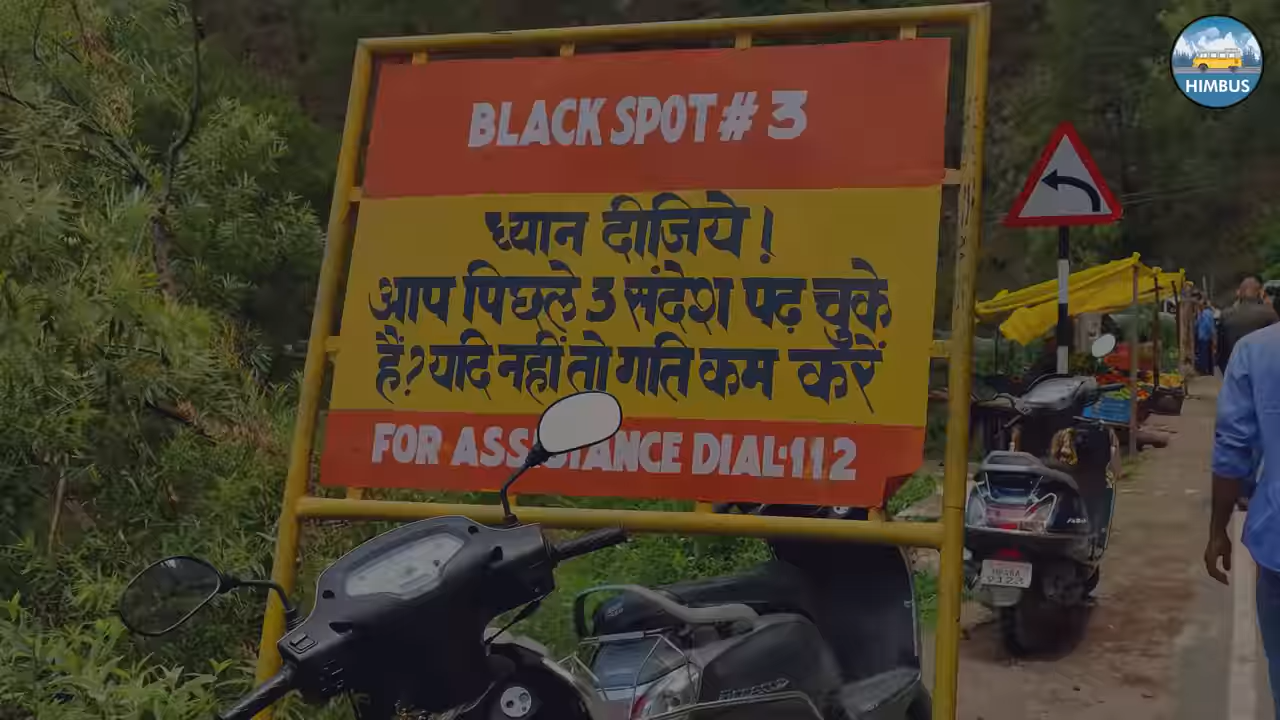 HIMBUS
BLACK SPOT # 3
ध्यान दीजिये।
आप पिछले 3 संदेश पढ़ चुके
हैं? यदि नहीं तो गति कम करें
FOR ASSISTANCE DIAL-112